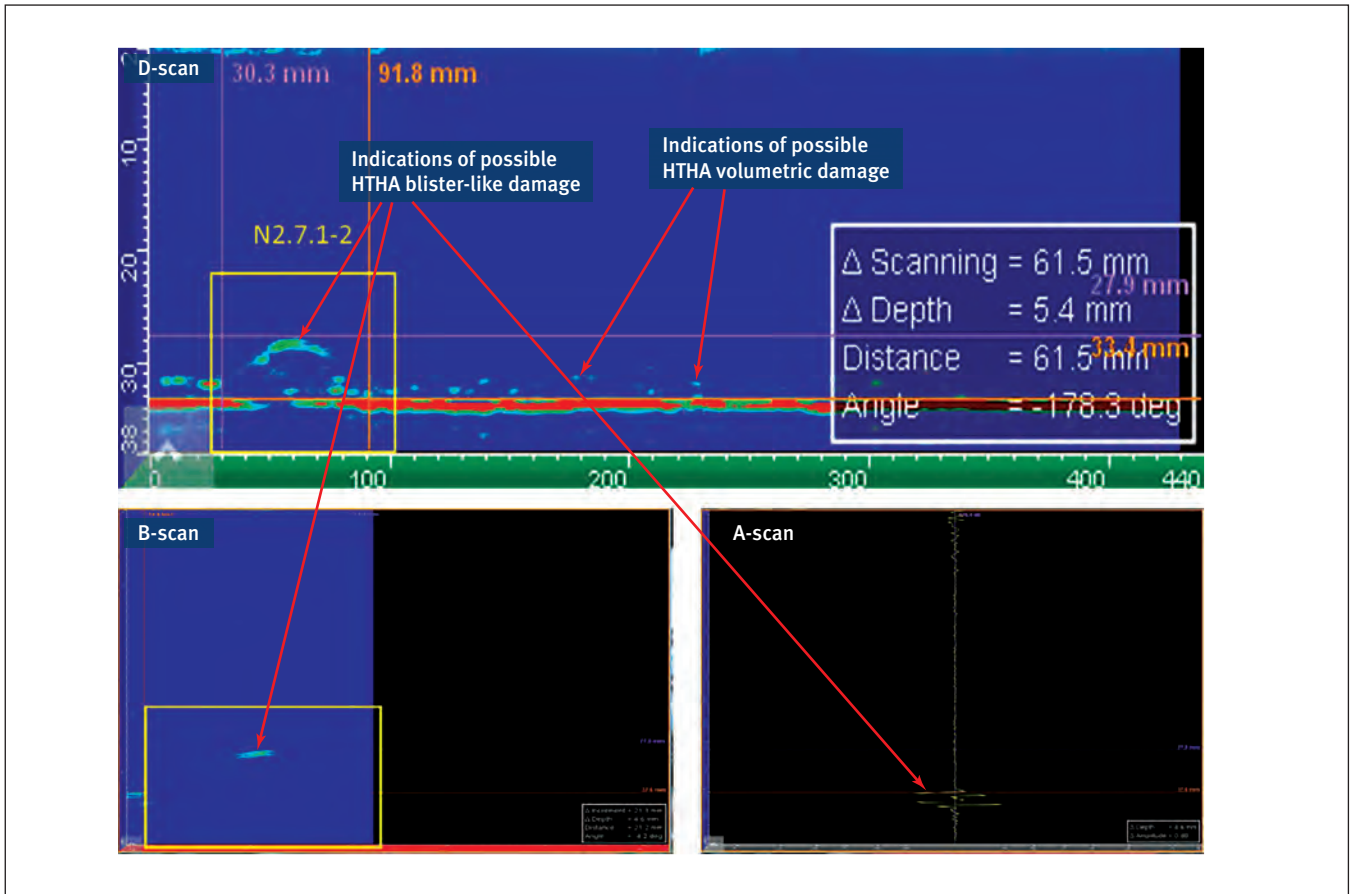 D-scan
30.3 mm
91.8 mm
10
Indications of possible
HTHA blister-like damage
Indications of possible
HTHA volumetric damage
N2.7.1-2
20
Δ Scanning = 61.5 mm
27.9 mm
Δ Depth = 5.4 mm
Distance = 61.5 mm
33.4 mm
Angle = -178.3 deg
30
38
0 100 200 300 400 440
B-scan
A-scan